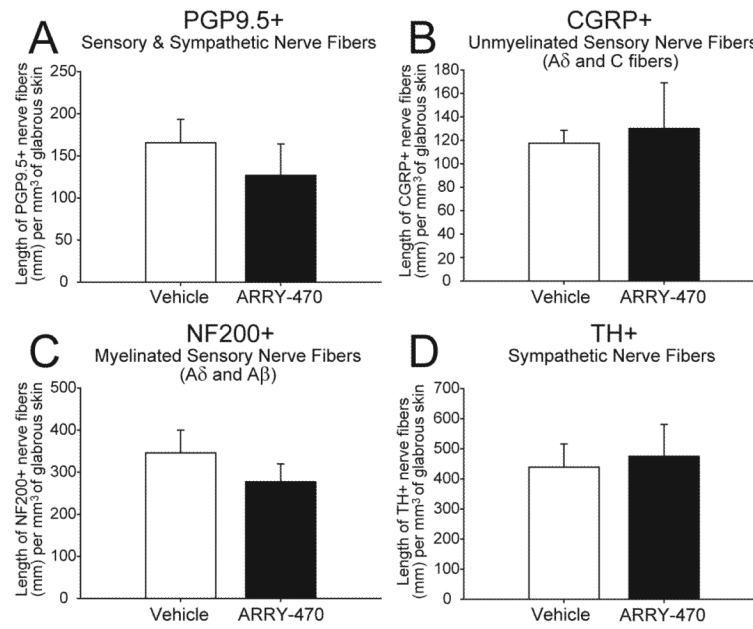 A
PGP9.5+
Sensory & Sympathetic Nerve Fibers
Length of PGP9.5+ nerve fibers
(mm) per mm³ of glabrous skin
250
200
150
100
50
0
Vehicle
ARRY-470
B
CGRP+
Unmyelinated Sensory Nerve Fibers
(Aδ and C fibers)
Length of CGRP+ nerve fibers
(mm) per mm³ of glabrous skin
180
160
140
120
100
80
60
40
20
0
Vehicle
ARRY-470
C
NF200+
Myelinated Sensory Nerve Fibers
(Aδ and Aβ)
Length of NF200+ nerve fibers
(mm) per mm³ of glabrous skin
500
400
300
200
100
0
Vehicle
ARRY-470
D
TH+
Sympathetic Nerve Fibers
Length of TH+ nerve fibers
(mm) per mm³ of glabrous skin
700
600
500
400
300
200
100
0
Vehicle
ARRY-470